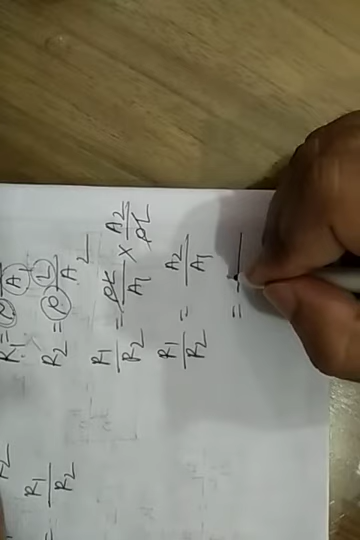 R₁ = ρ L/A₁
R₂ = ρ L/A₂
R₁/R₂ = ρL/A₁ × A₂/ρL
R₁/R₂ = A₂/A₁
=
R₁/R₂